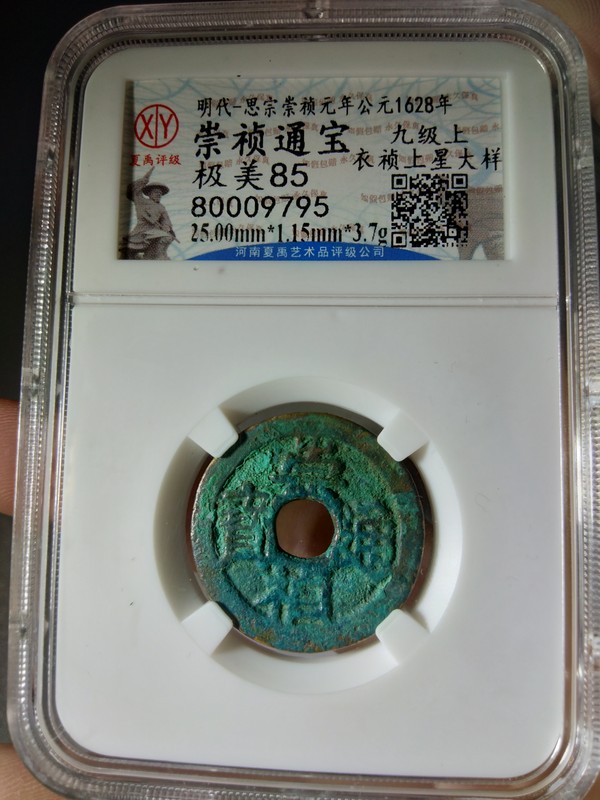 明代-思宗崇祯元年公元1628年
XY
崇祯通宝
九级上
夏禹评级
极美85
衣祯上星大样
80009795
25.00mm*1.15mm*3.7g
河南夏禹艺术品评级公司
崇
寶 通
禎